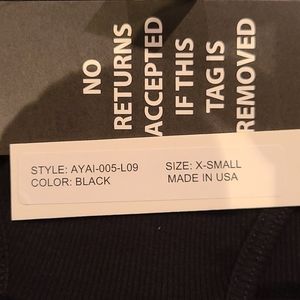 NO
RETURNS
ACCEPTED
IF THIS
TAG IS
REMOVED
STYLE: AYAI-005-L09 SIZE: X-SMALL
COLOR: BLACK MADE IN USA